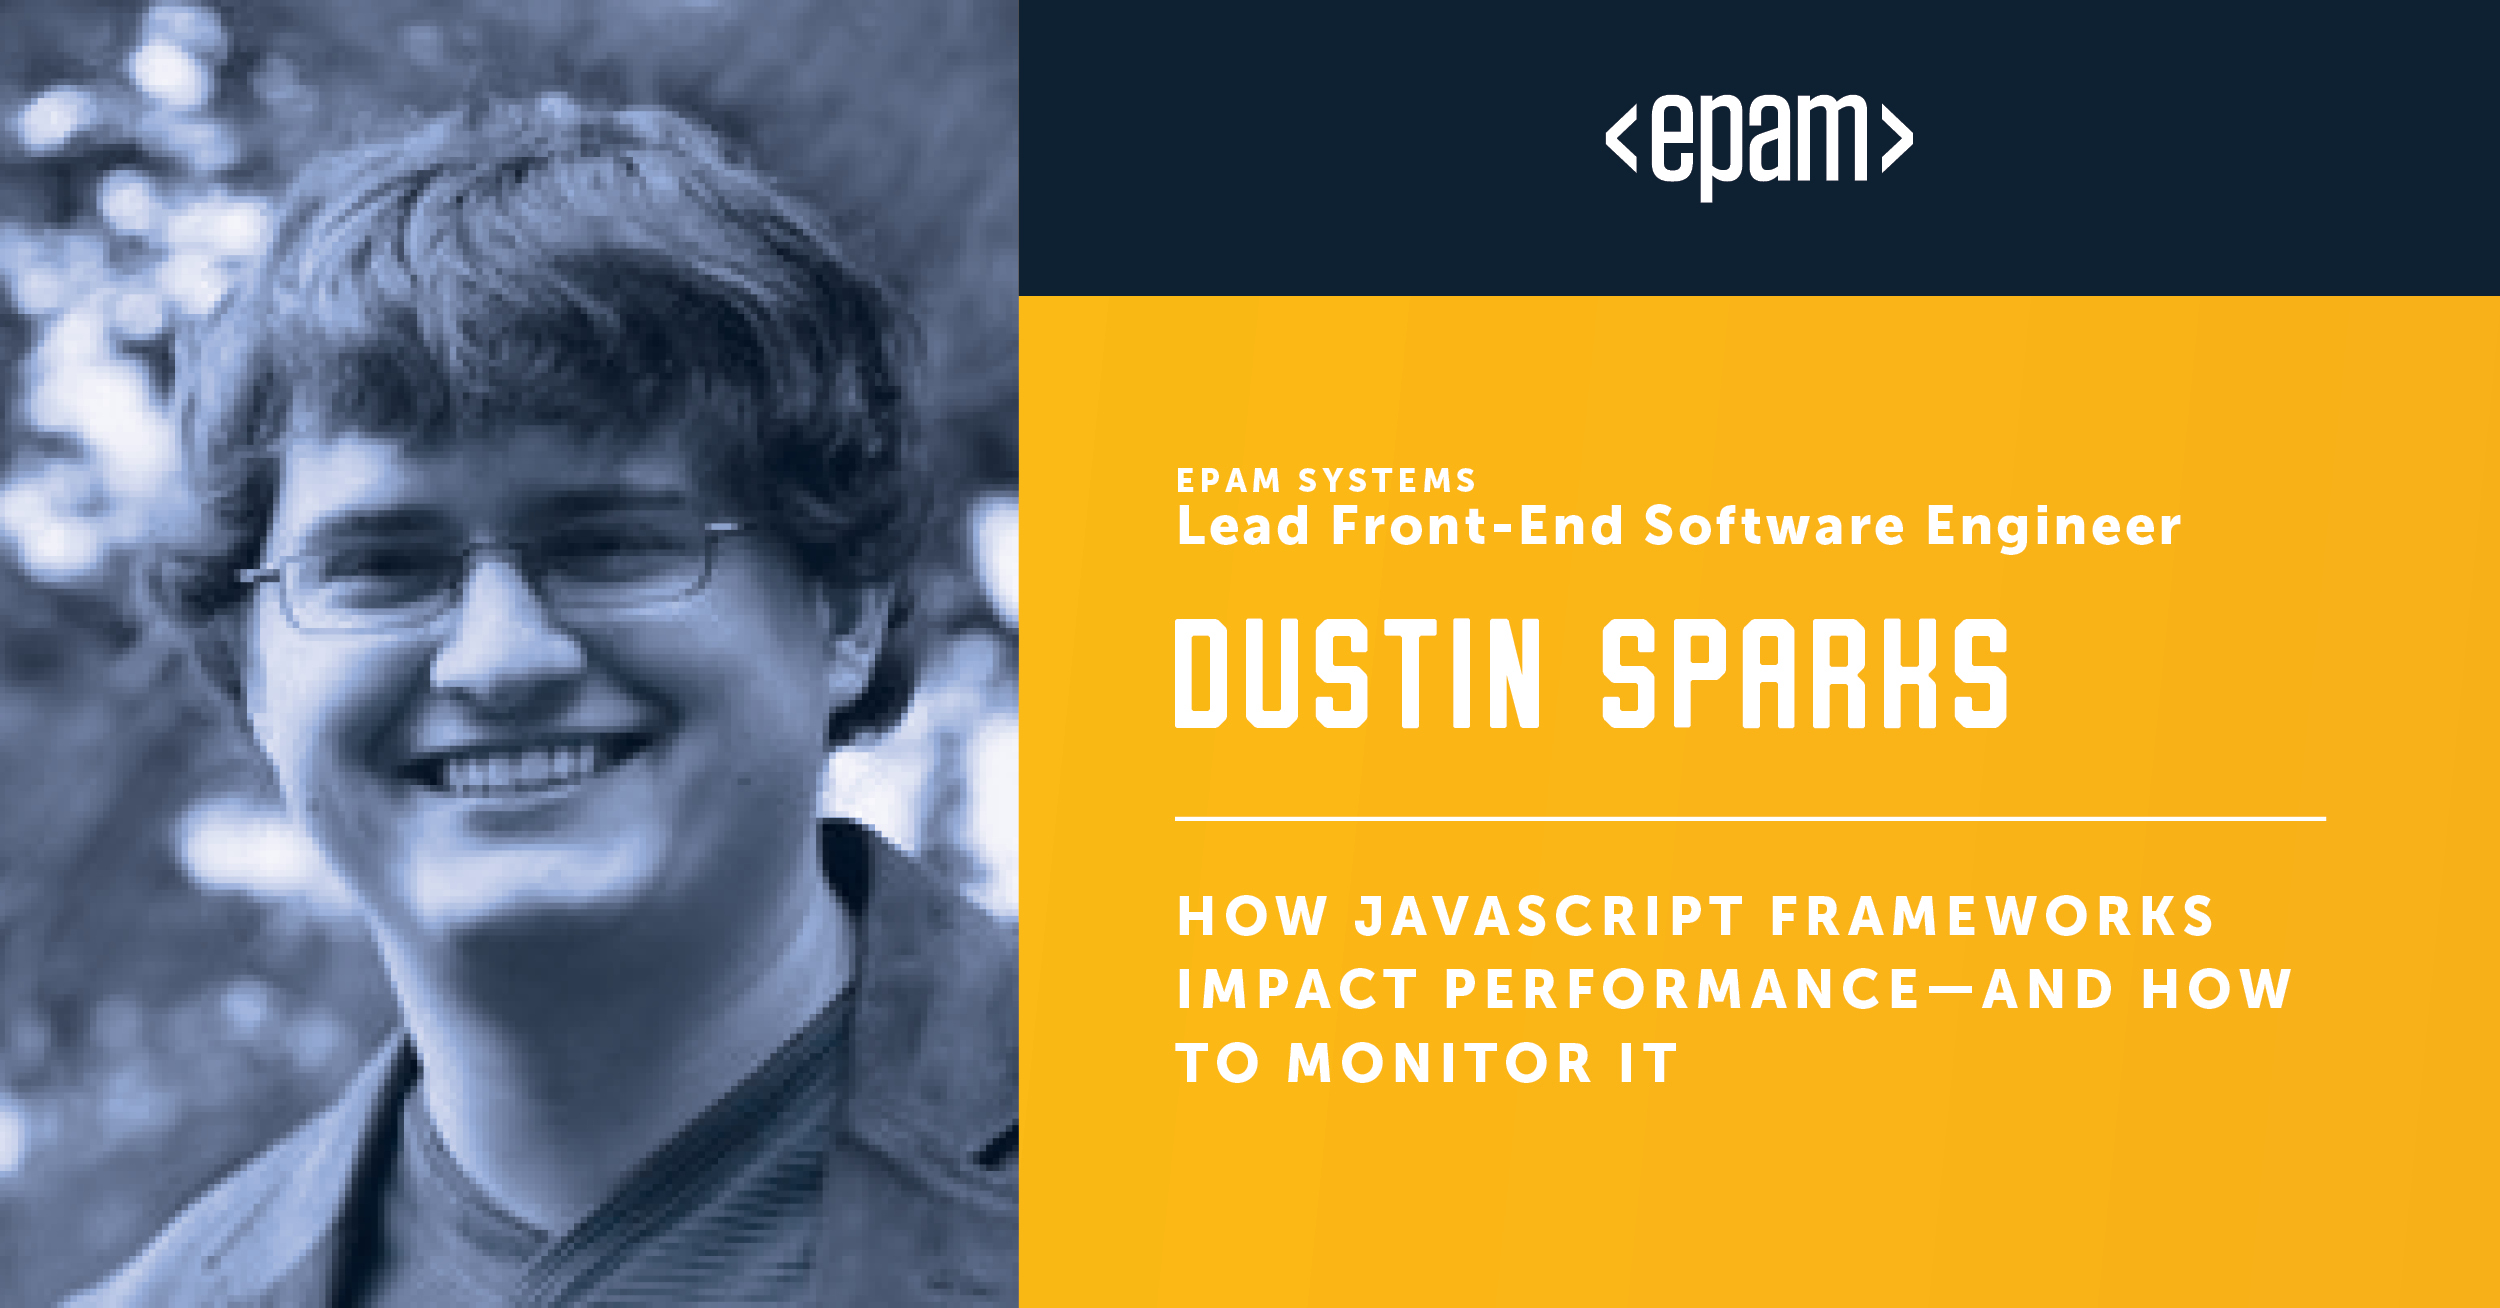 <epam>
EPAM SYSTEMS
Lead Front-End Software Engineer
DUSTIN SPARKS
HOW JAVASCRIPT FRAMEWORKS
IMPACT PERFORMANCE—AND HOW
TO MONITOR IT